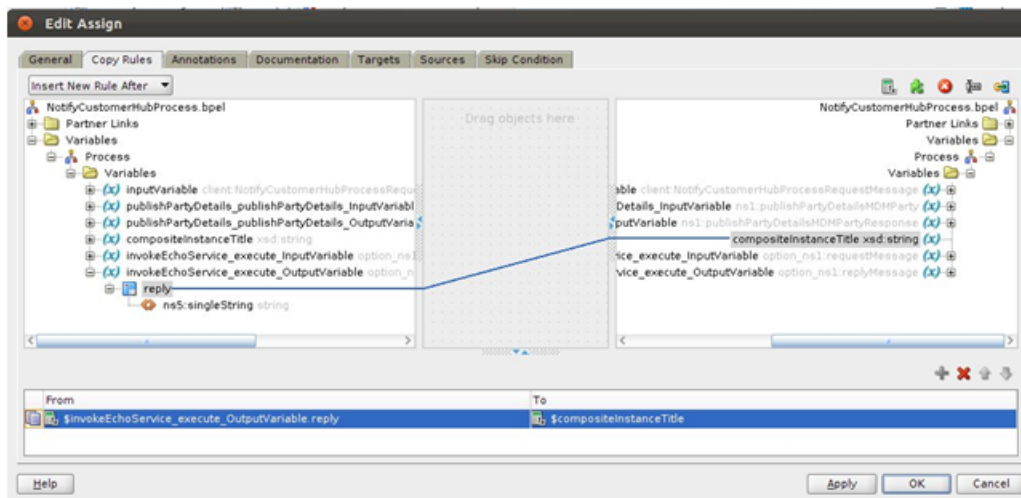 Edit Assign
General Copy Rules Annotations Documentation Targets Sources Skip Condition
Insert New Rule After
NotifyCustomerHubProcess.bpel
Partner Links
Variables
Process
Variables
(x) inputVariable client:NotifyCustomerHubProcessRequ
(x) publishPartyDetails_publishPartyDetails_InputVariabl
(x) publishPartyDetails_publishPartyDetails_OutputVaria
(x) compositeInstanceTitle xsd:string
(x) invokeEchoService_execute_InputVariable option_ns1
(x) invokeEchoService_execute_OutputVariable option_n
reply
ns5:singleString string
Drag objects here
NotifyCustomerHubProcess.bpel
Partner Links
Variables
Process
Variables
able client:NotifyCustomerHubProcessRequestMessage (x)
Details_InputVariable ns1:publishPartyDetailsMDMParty (x)
putVariable ns1:publishPartyDetailsMDMPartyResponse (x)
compositeInstanceTitle xsd:string (x)
ice_execute_InputVariable option_ns1:requestMessage (x)
vice_execute_OutputVariable option_ns1:replyMessage (x)
From To
$invokeEchoService_execute_OutputVariable.reply $compositeInstanceTitle
Help Apply OK Cancel